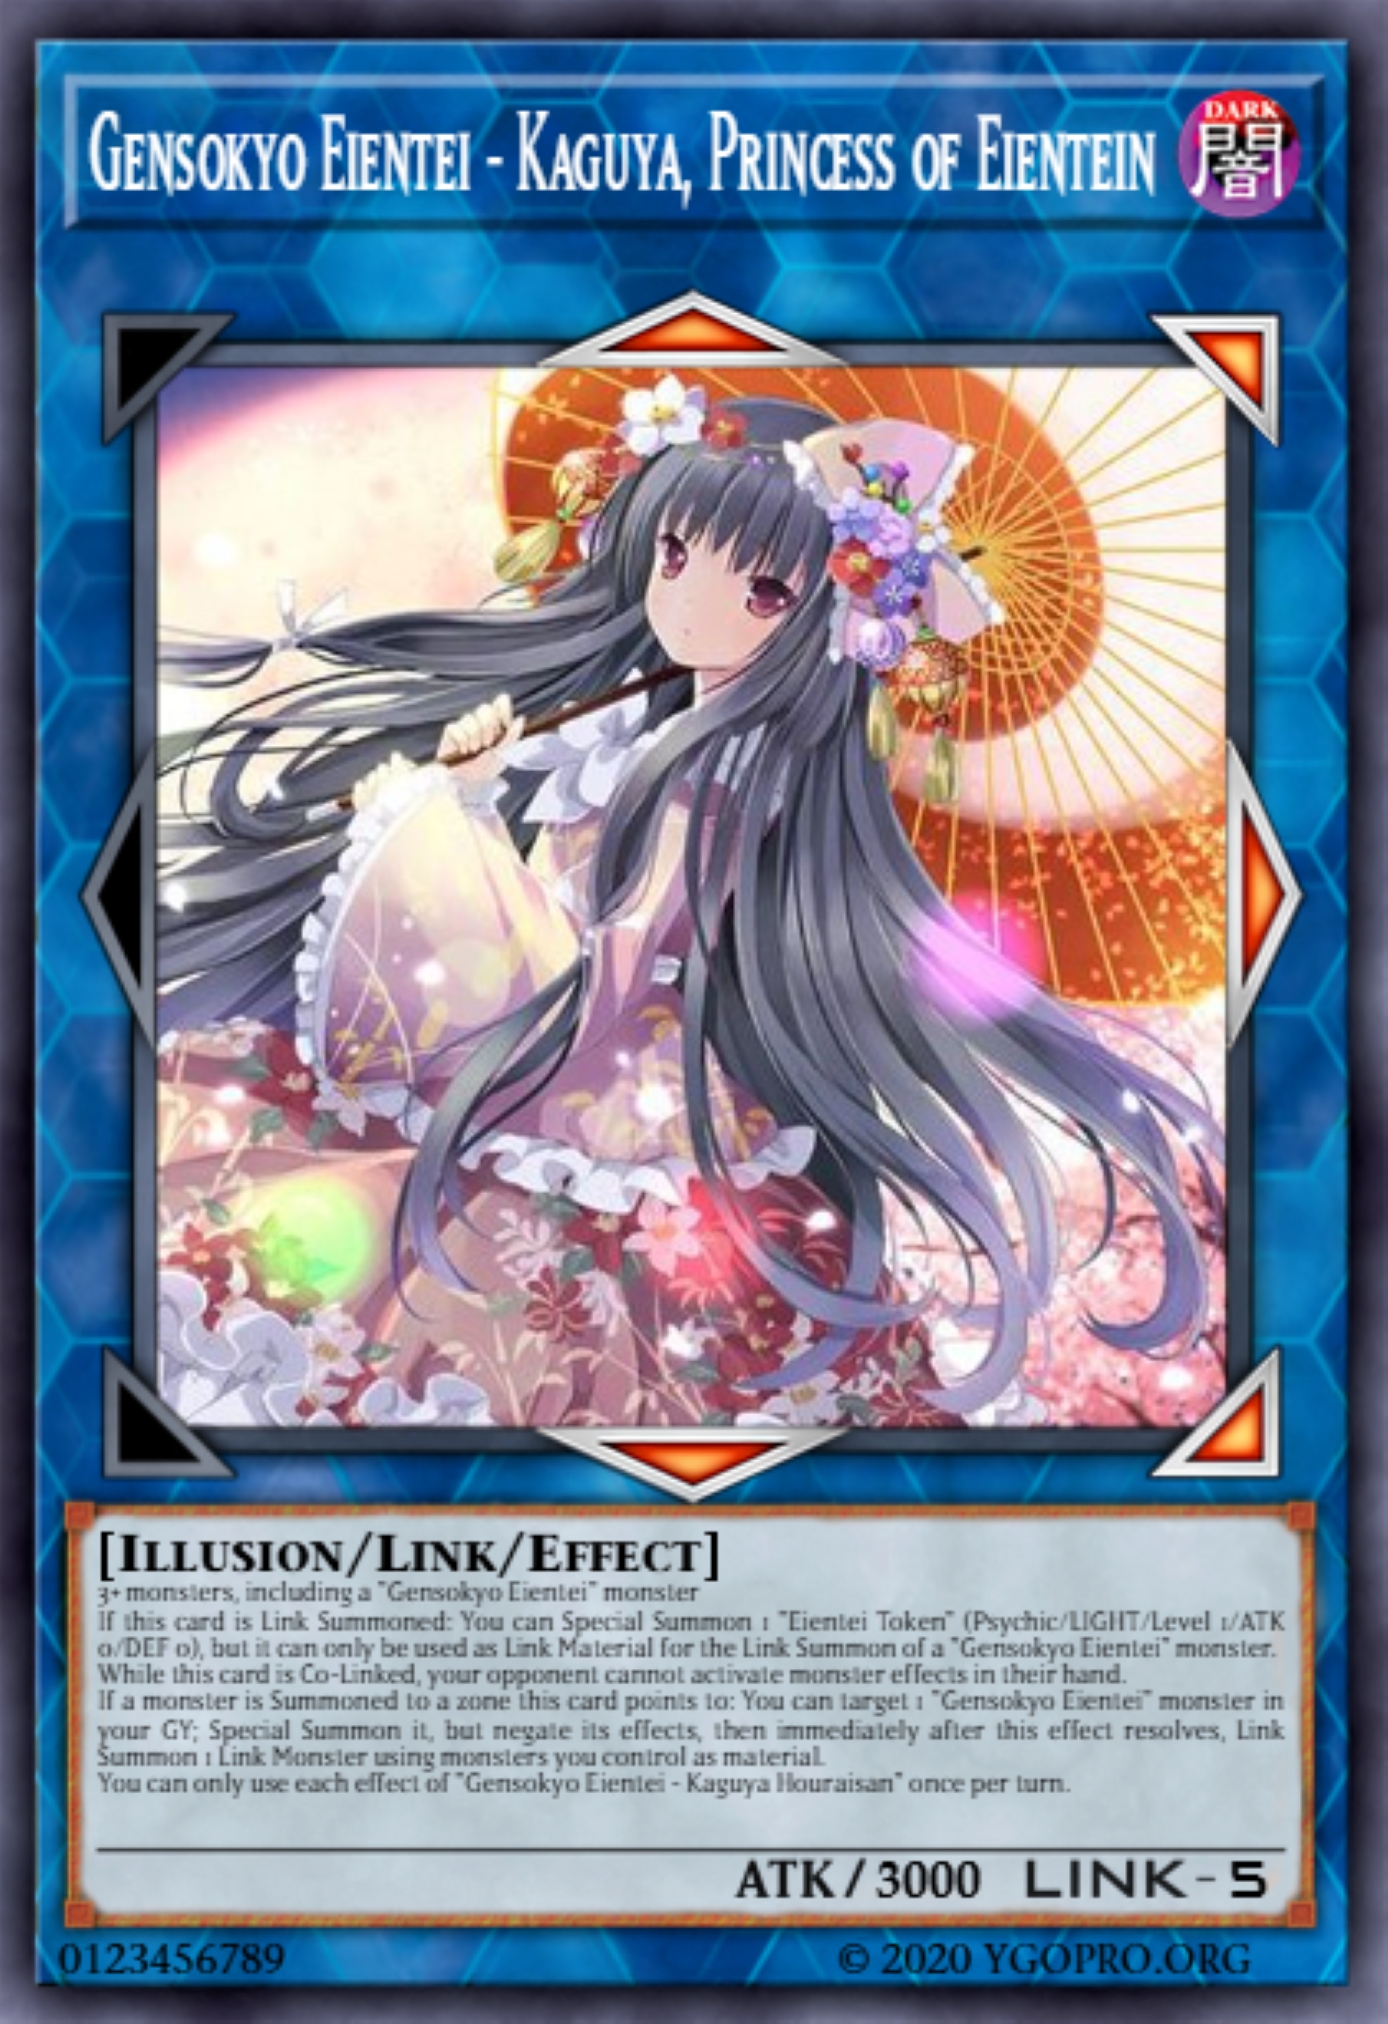 GENSOKYO EIENTEI - KAGUYA, PRINCESS OF EIENTEIN
DARK
闇
[ILLUSION/LINK/EFFECT]
3+ monsters, including a "Gensokyo Eientei" monster
If this card is Link Summoned: You can Special Summon 1 "Eientei Token" (Psychic/LIGHT/Level 1/ATK
0/DEF 0), but it can only be used as Link Material for the Link Summon of a "Gensokyo Eientei" monster.
While this card is Co-Linked, your opponent cannot activate monster effects in their hand.
If a monster is Summoned to a zone this card points to: You can target 1 "Gensokyo Eientei" monster in
your GY; Special Summon it, but negate its effects, then immediately after this effect resolves, Link
Summon 1 Link Monster using monsters you control as material.
You can only use each effect of "Gensokyo Eientei - Kaguya Houraisan" once per turn.
ATK/3000 LINK-5
0123456789 © 2020 YGOPRO.ORG